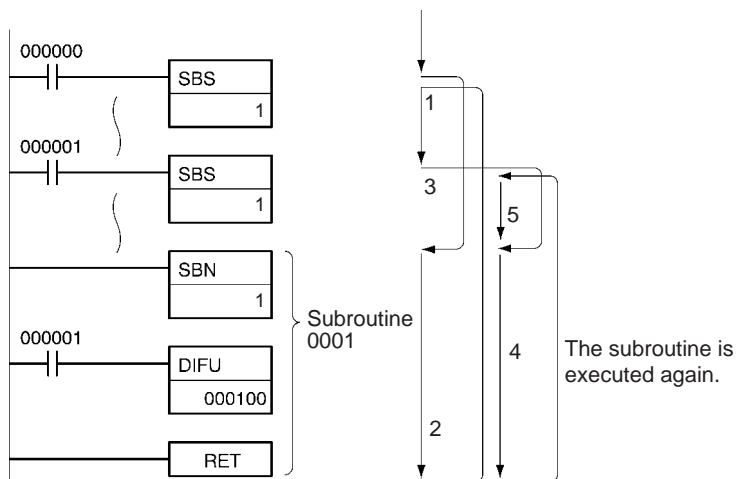 000000
SBS
1
000001
SBS
1
SBN
1
Subroutine
0001
000001
DIFU
000100
RET
1
3
5
4
2
The subroutine is
executed again.